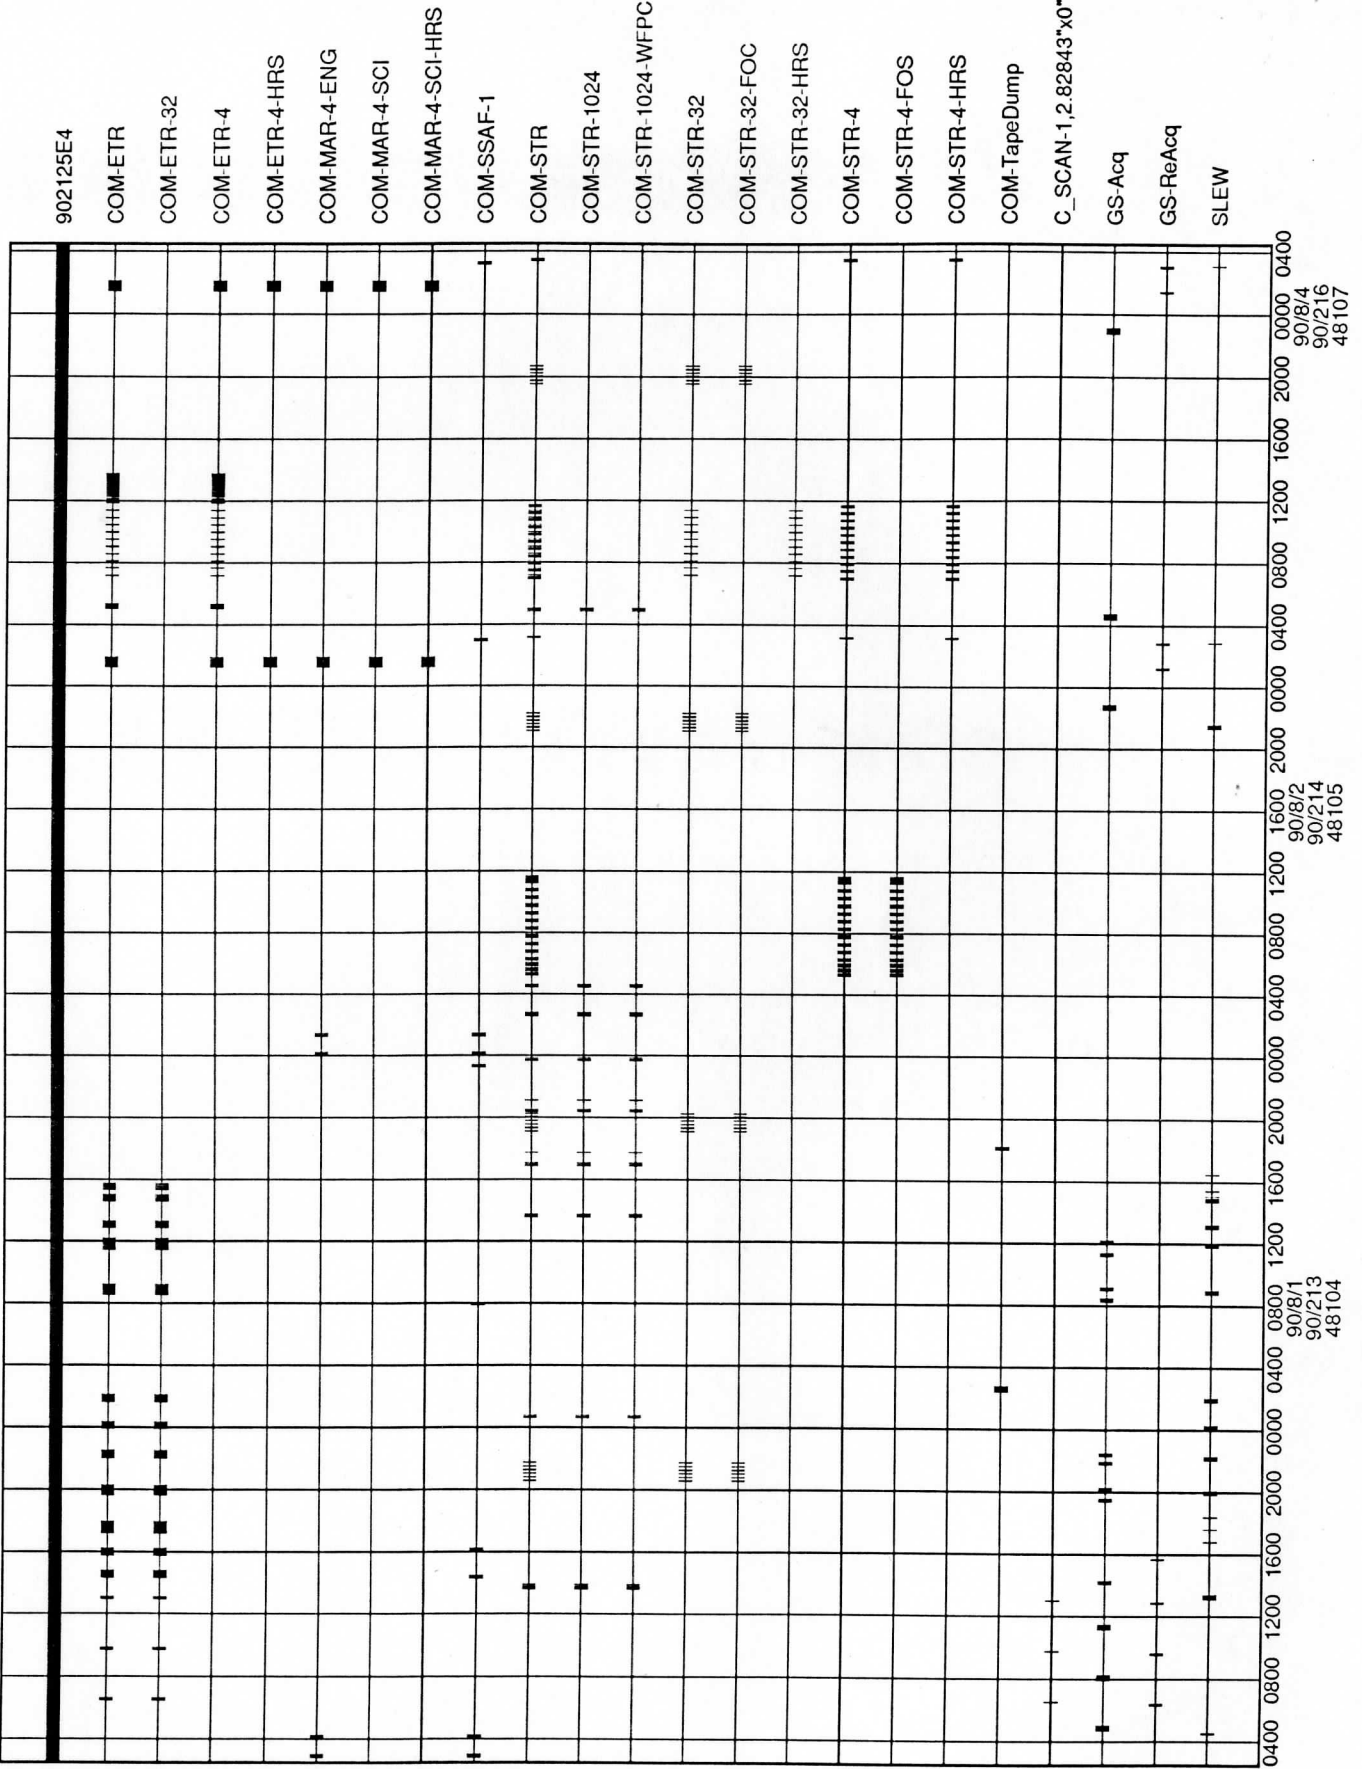 902125E4
COM-ETR
COM-ETR-32
COM-ETR-4
COM-ETR-4-HRS
COM-MAR-4-ENG
COM-MAR-4-SCI
COM-MAR-4-SCI-HRS
COM-SSAF-1
COM-STR
COM-STR-1024
COM-STR-1024-WFPC
COM-STR-32
COM-STR-32-FOC
COM-STR-32-HRS
COM-STR-4
COM-STR-4-FOS
COM-STR-4-HRS
COM-TapeDump
C_SCAN-1,2.82843"x0"
GS-Acq
GS-ReAcq
SLEW
0400 0800 1200 1600 2000 0000 0400 0800 1200 1600 2000 0000 0400 0800 1200 1600 2000 0000 0400 0800 1200 1600 2000 0000 0400
90/8/1 90/8/2 90/8/4
90/213 90/214 90/216
48104 48105 48107